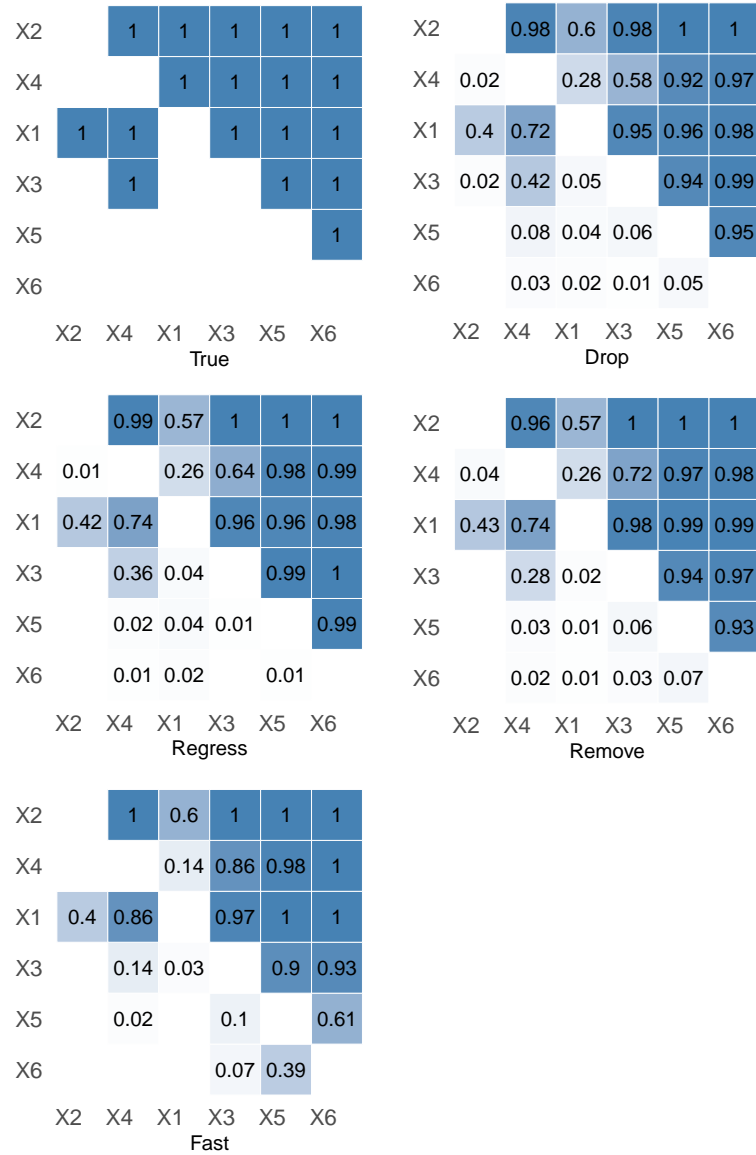 X2 1 1 1 1 1
X4 1 1 1 1
X1 1 1 1 1 1
X3 1 1 1
X5 1
X6
X2 X4 X1 X3 X5 X6
True
X2 0.98 0.6 0.98 1 1
X4 0.02 0.28 0.58 0.92 0.97
X1 0.4 0.72 0.95 0.96 0.98
X3 0.02 0.42 0.05 0.94 0.99
X5 0.08 0.04 0.06 0.95
X6 0.03 0.02 0.01 0.05
X2 X4 X1 X3 X5 X6
Drop
X2 0.99 0.57 1 1 1
X4 0.01 0.26 0.64 0.98 0.99
X1 0.42 0.74 0.96 0.96 0.98
X3 0.36 0.04 0.99 1
X5 0.02 0.04 0.01 0.99
X6 0.01 0.02 0.01
X2 X4 X1 X3 X5 X6
Regress
X2 0.96 0.57 1 1 1
X4 0.04 0.26 0.72 0.97 0.98
X1 0.43 0.74 0.98 0.99 0.99
X3 0.28 0.02 0.94 0.97
X5 0.03 0.01 0.06 0.93
X6 0.02 0.01 0.03 0.07
X2 X4 X1 X3 X5 X6
Remove
X2 1 0.6 1 1 1
X4 0.14 0.86 0.98 1
X1 0.4 0.86 0.97 1 1
X3 0.14 0.03 0.9 0.93
X5 0.02 0.1 0.61
X6 0.07 0.39
X2 X4 X1 X3 X5 X6
Fast